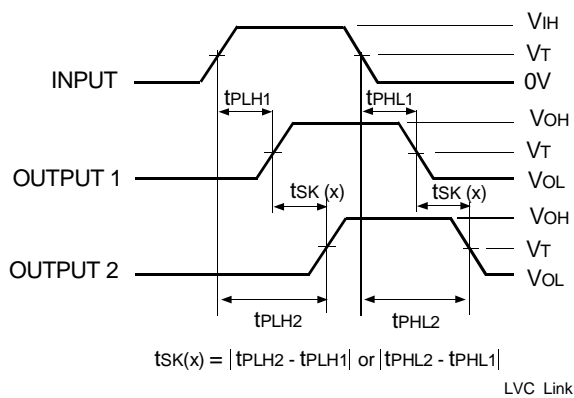 VIH
VT
INPUT
0V
tPLH1
tPHL1
VOH
VT
OUTPUT 1
tSK (x)
tSK (x)
VOL
VOH
VT
OUTPUT 2
VOL
tPLH2
tPHL2
tSK(x) = |tPLH2 - tPLH1| or |tPHL2 - tPHL1|
LVC Link